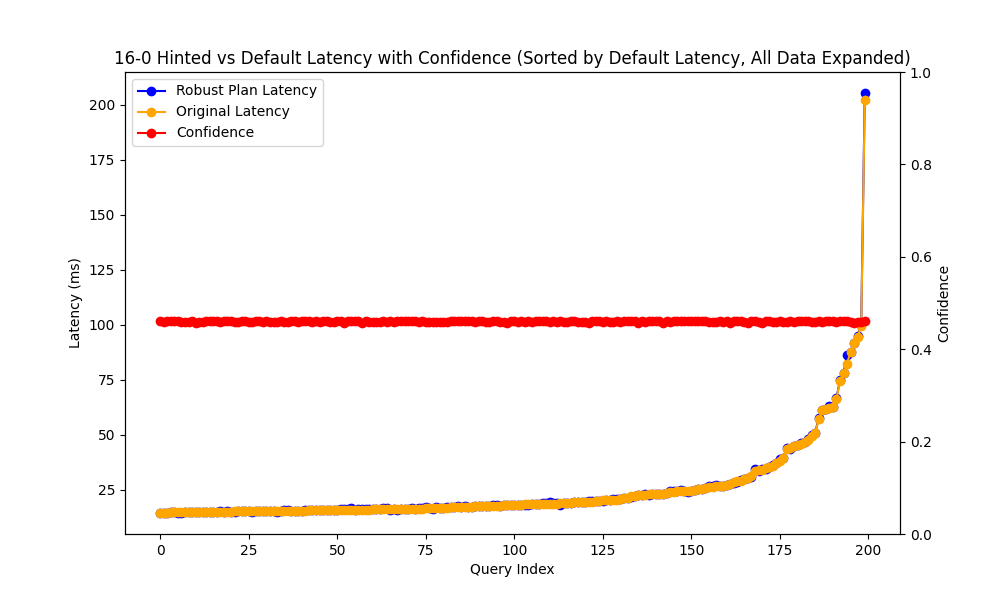 16-0 Hinted vs Default Latency with Confidence (Sorted by Default Latency, All Data Expanded)
Robust Plan Latency
Original Latency
Confidence
Latency (ms)
200
175
150
125
100
75
50
25
1.0
0.8
0.6
0.4
0.2
0.0
Confidence
0 25 50 75 100 125 150 175 200
Query Index